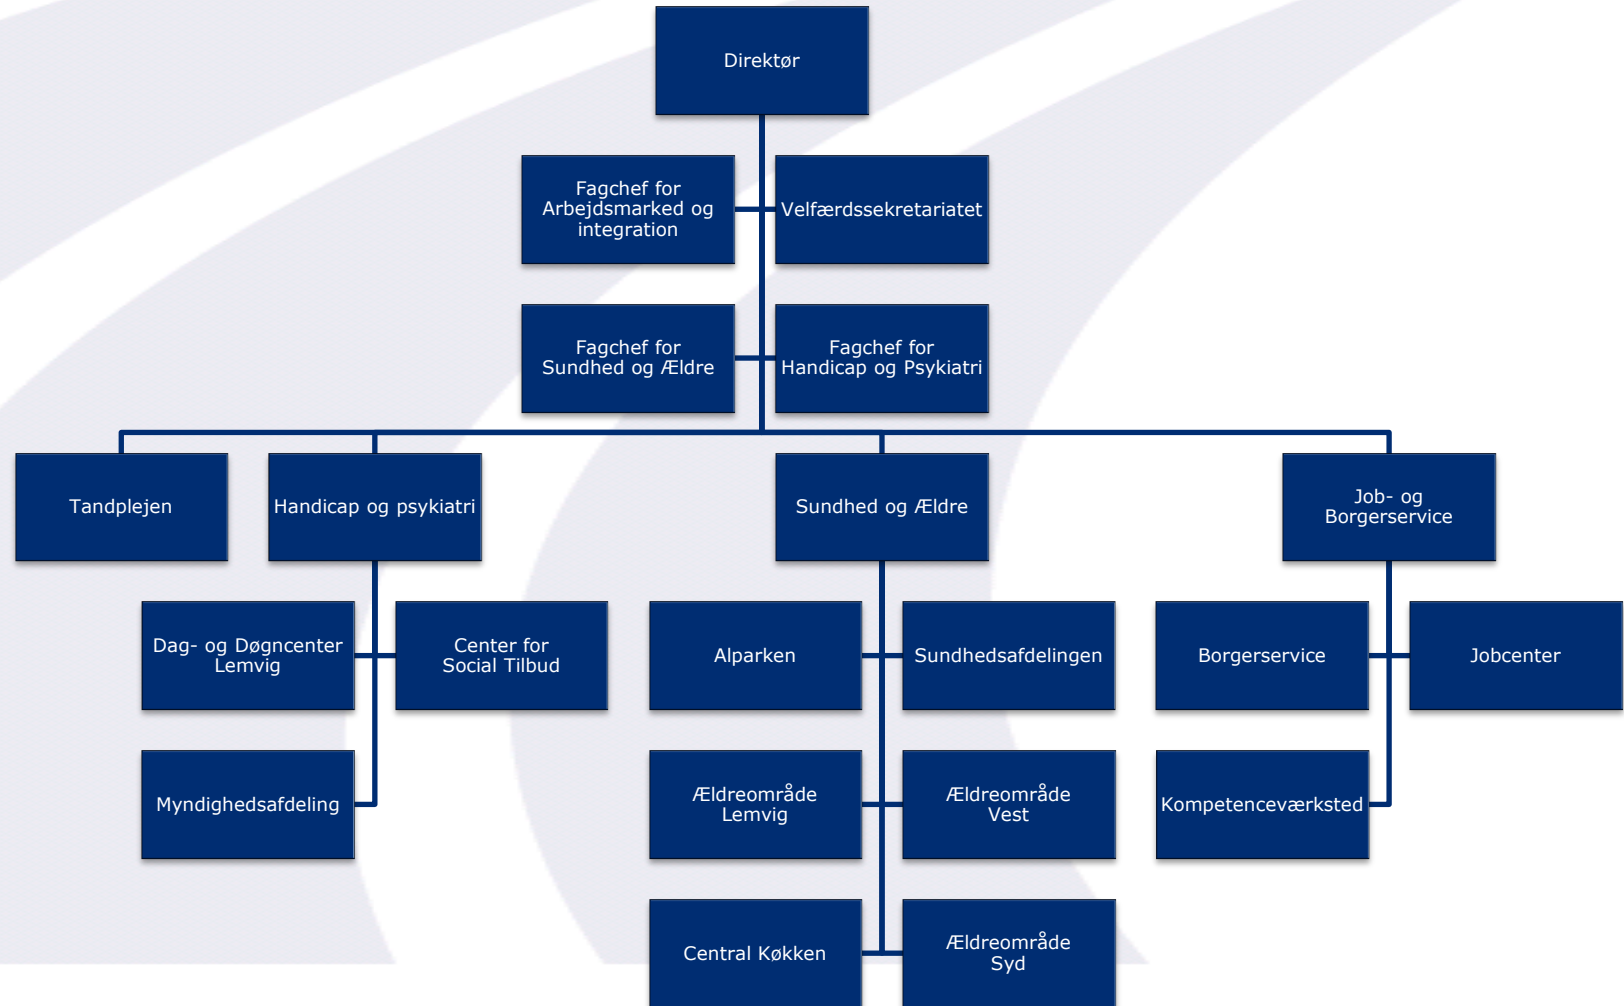 Direktør
Fagchef for
Arbejdsmarked og
integration
Velfærdssekretariatet
Fagchef for
Sundhed og Ældre
Fagchef for
Handicap og Psykiatri
Tandplejen
Handicap og psykiatri
Sundhed og Ældre
Job- og
Borgerservice
Dag- og Døgncenter
Lemvig
Center for
Social Tilbud
Alparken
Sundhedsafdelingen
Borgerservice
Jobcenter
Myndighedsafdeling
Ældreområde
Lemvig
Ældreområde
Vest
Kompetenceværksted
Central Køkken
Ældreområde
Syd